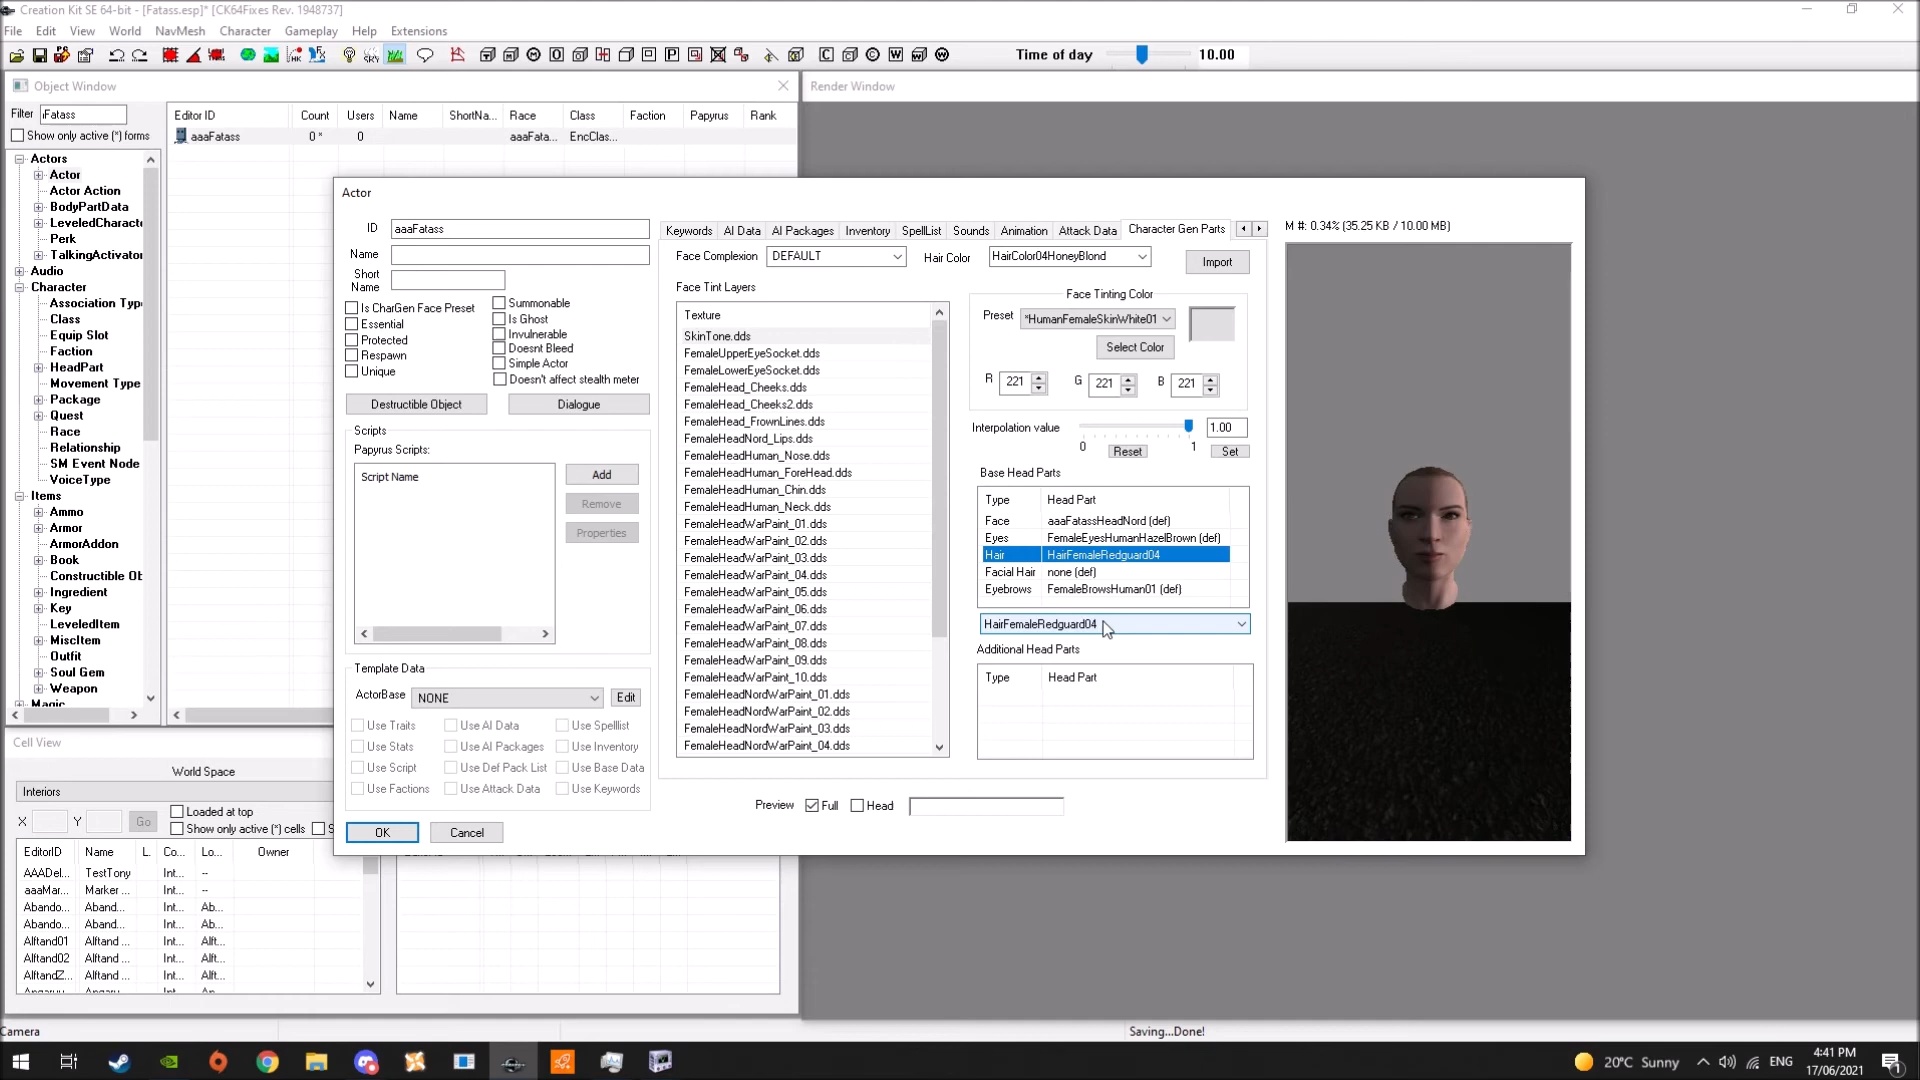 Creation Kit SE 64-bit - [Fatass.esp]* [CK64Fixes Rev. 1948737]
File Edit View World NavMesh Character Gameplay Help Extensions
Time of day 10.00
Object Window
Render Window
Filter
Show only active (*) forms
Editor ID Count Users Name ShortNa... Race Class Faction Papyrus Rank
aaaFatass 0 * 0 aaaFata... EncClas...
Actors
Actor
Actor Action
BodyPartData
Perk
Audio
Character
Class
Equip Slot
Faction
HeadPart
Movement Type
Package
Quest
Race
Relationship
SM Event Node
VoiceType
Items
Ammo
Armor
ArmorAddon
Book
Constructible Ob
Ingredient
Key
LeveledItem
MiscItem
Outfit
Soul Gem
Weapon
Actor
ID aaaFatass
Name
Short Name
Is CharGen Face Preset
Essential
Protected
Respawn
Unique
Summonable
Is Ghost
Invulnerable
Doesnt Bleed
Simple Actor
Doesn't affect stealth meter
Destructible Object Dialogue
Scripts
Papyrus Scripts:
Script Name
Add
Remove
Properties
Template Data
ActorBase NONE Edit
Use Traits Use AI Data Use Spelllist
Use Stats Use AI Packages Use Inventory
Use Script Use Def Pack List Use Base Data
Use Factions Use Attack Data Use Keywords
OK Cancel
Keywords AI Data AI Packages Inventory SpellList Sounds Animation Attack Data Character Gen Parts
Face Complexion DEFAULT Hair Color HairColor04HoneyBlond Import
Face Tint Layers
Texture
SkinTone.dds
FemaleUpperEyeSocket.dds
FemaleLowerEyeSocket.dds
FemaleHead_Cheeks.dds
FemaleHead_Cheeks2.dds
FemaleHead_FrownLines.dds
FemaleHeadNord_Lips.dds
FemaleHeadHuman_Nose.dds
FemaleHeadHuman_ForeHead.dds
FemaleHeadHuman_Chin.dds
FemaleHeadHuman_Neck.dds
FemaleHeadWarPaint_01.dds
FemaleHeadWarPaint_02.dds
FemaleHeadWarPaint_03.dds
FemaleHeadWarPaint_04.dds
FemaleHeadWarPaint_05.dds
FemaleHeadWarPaint_06.dds
FemaleHeadWarPaint_07.dds
FemaleHeadWarPaint_08.dds
FemaleHeadWarPaint_09.dds
FemaleHeadWarPaint_10.dds
FemaleHeadNordWarPaint_01.dds
FemaleHeadNordWarPaint_02.dds
FemaleHeadNordWarPaint_03.dds
FemaleHeadNordWarPaint_04.dds
Face Tinting Color
Preset *HumanFemaleSkinWhite01
Select Color
R 221 G 221 B 221
Interpolation value 1.00
0 Reset 1 Set
Base Head Parts
Type Head Part
Face aaaFatassHeadNord (def)
Eyes FemaleEyesHumanHazelBrown (def)
Hair HairFemaleRedguard04
Facial Hair none (def)
Eyebrows FemaleBrowsHuman01 (def)
HairFemaleRedguard04
Additional Head Parts
Type Head Part
Preview Full Head
M #: 0.34% (35.25 KB / 10.00 MB)
Cell View
World Space
Interiors
X Y Go
Loaded at top
Show only active (*) cells
EditorID Name L. Co... Lo... Owner
AAADel... TestTony Int... --
aaaMar... Marker ... Int... --
Abando... Aband... Int... Ab...
Abando... Aband... Int... Ab...
Alftand01 Alftand ... Int... Alft...
Alftand02 Alftand ... Int... Alft...
AlftandZ... Alftand ... Int... Alft...
Camera
Saving...Done!
20°C Sunny ENG 4:41 PM
17/06/2021